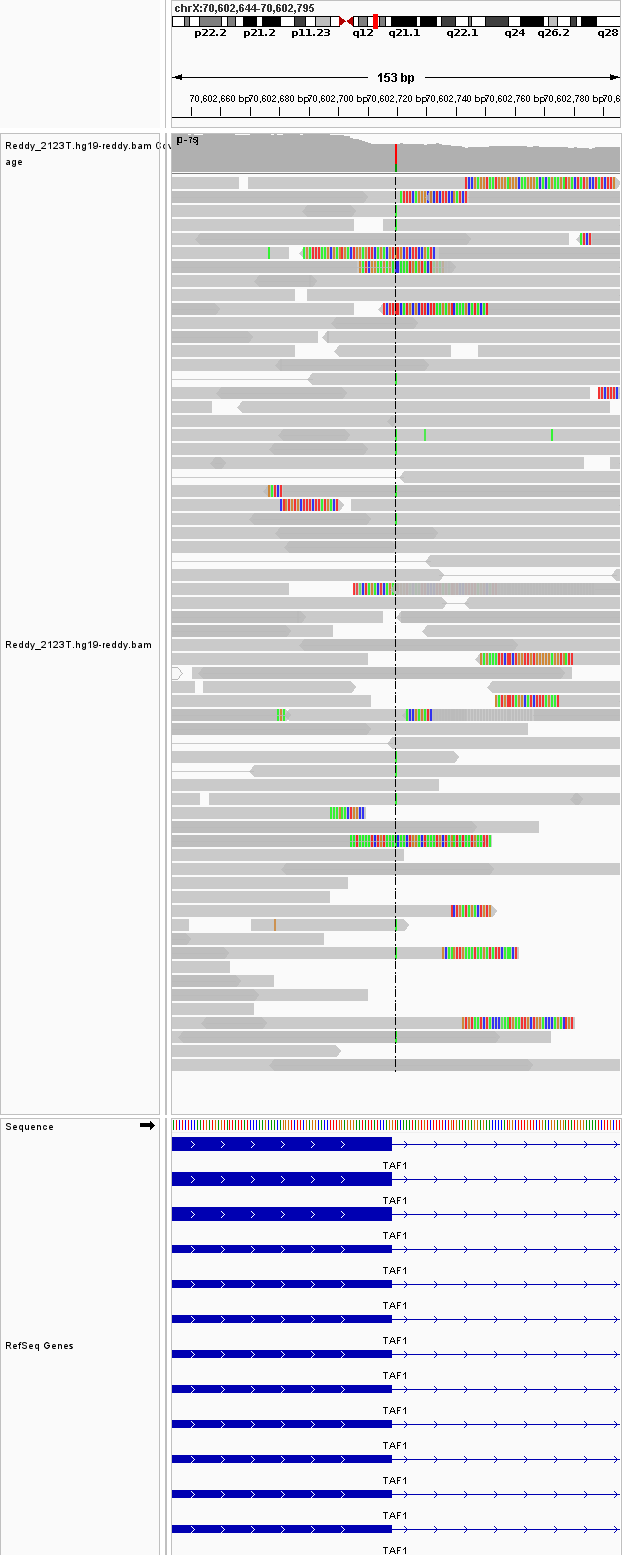 chrX:70,602,644-70,602,795
p22.2 p21.2 p11.23 q12 q21.1 q22.1 q24 q26.2 q28
153 bp
70,602,660 bp 70,602,680 bp 70,602,700 bp 70,602,720 bp 70,602,740 bp 70,602,760 bp 70,602,780 bp 70,6
Reddy_2123T.hg19-reddy.bam Co
age
Reddy_2123T.hg19-reddy.bam
Sequence
TAF1
TAF1
TAF1
TAF1
TAF1
TAF1
RefSeq Genes
TAF1
TAF1
TAF1
TAF1
TAF1
TAF1